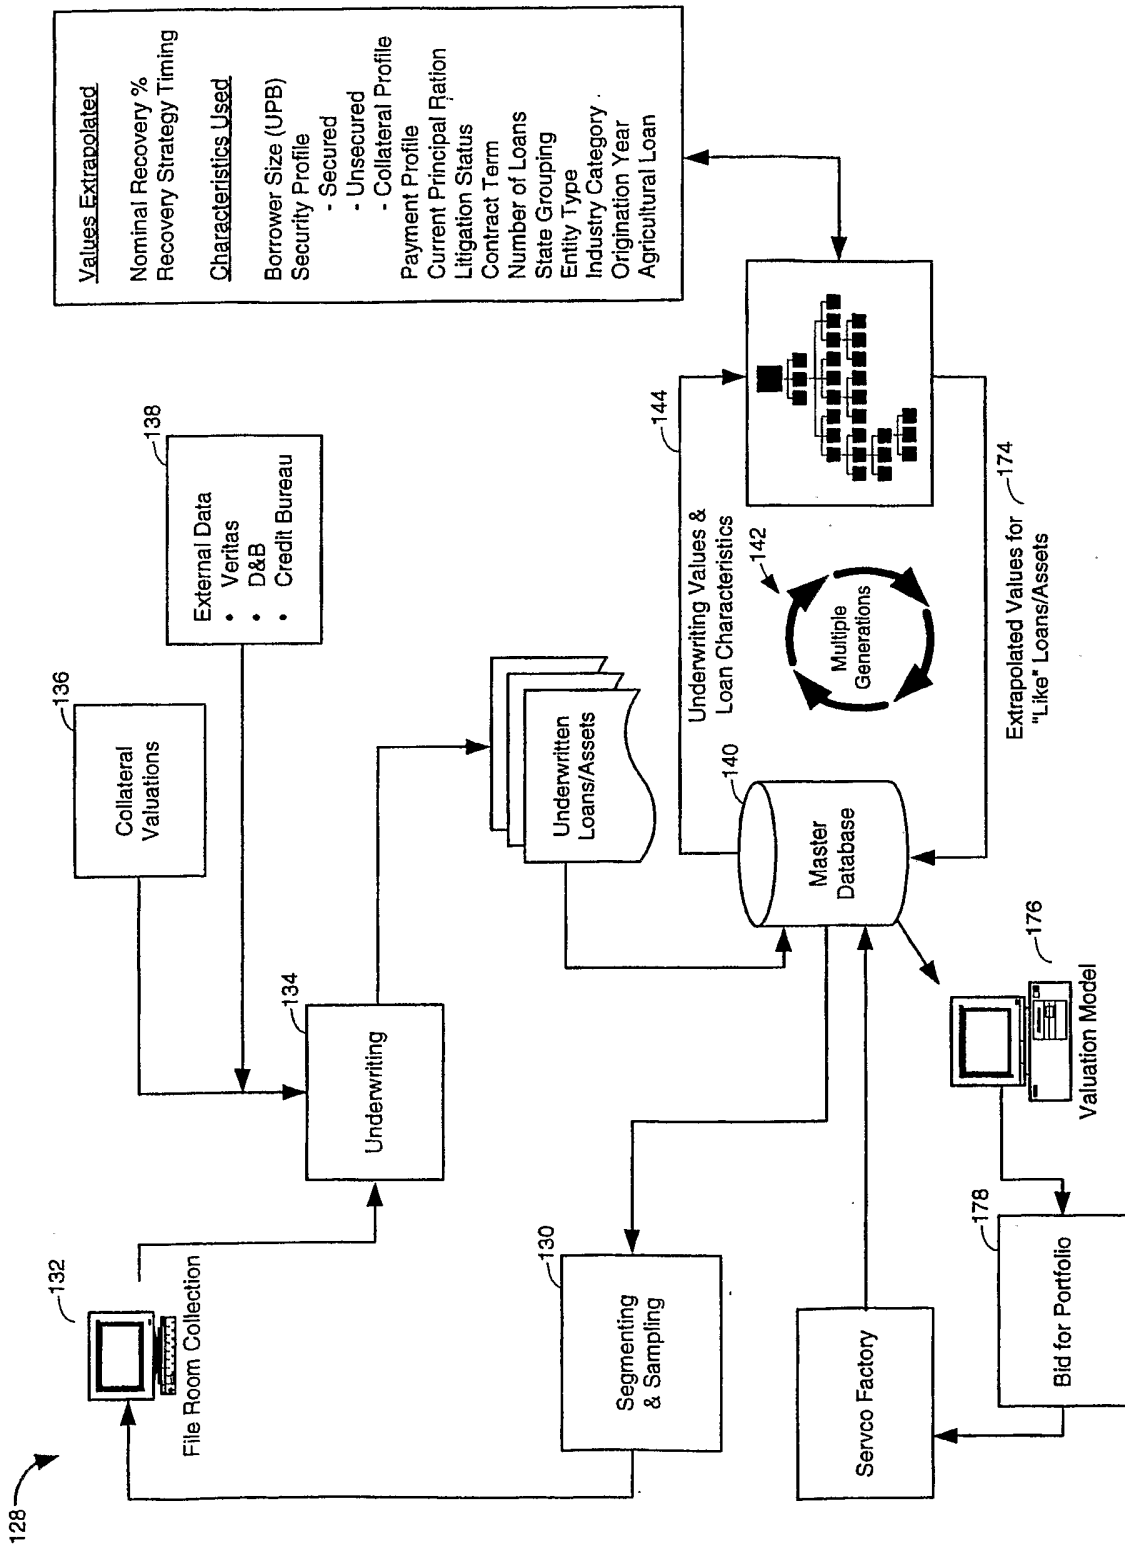 128
132
File Room Collection
136
Collateral
Valuations
138
External Data
• Veritas
• D&B
• Credit Bureau
Values Extrapolated
Nominal Recovery %
Recovery Strategy Timing
Characteristics Used
Borrower Size (UPB)
Security Profile
- Secured
- Unsecured
- Collateral Profile
Payment Profile
Current Principal Ration
Litigation Status
Contract Term
Number of Loans
State Grouping
Entity Type
Industry Category
Origination Year
Agricultural Loan
134
Underwriting
Underwritten
Loans/Assets
130
Segmenting
& Sampling
140
Master
Database
Underwriting Values &
Loan Characteristics
144
142
Multiple
Generations
Extrapolated Values for
"Like" Loans/Assets
174
Servco Factory
178
Bid for Portfolio
176
Valuation Model